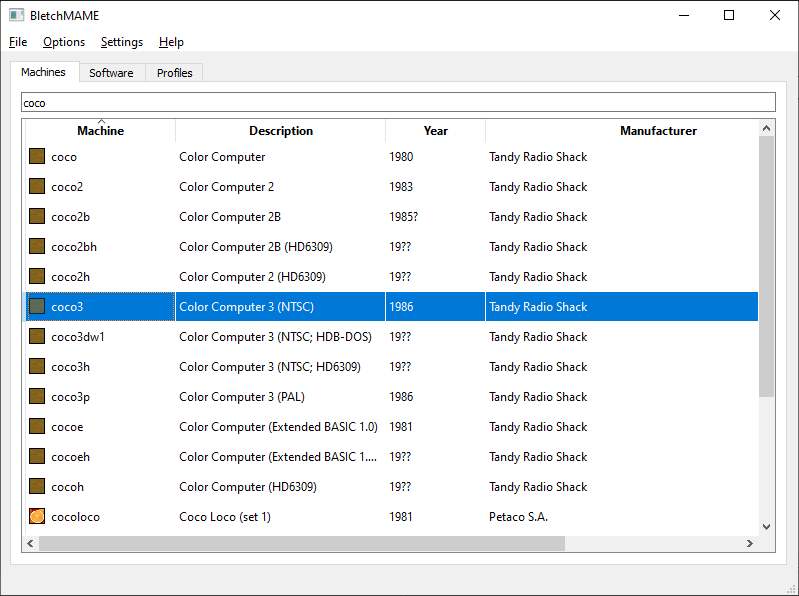 BletchMAME
File Options Settings Help
Machines Software Profiles
coco
Machine Description Year Manufacturer
coco Color Computer 1980 Tandy Radio Shack
coco2 Color Computer 2 1983 Tandy Radio Shack
coco2b Color Computer 2B 1985? Tandy Radio Shack
coco2bh Color Computer 2B (HD6309) 19?? Tandy Radio Shack
coco2h Color Computer 2 (HD6309) 19?? Tandy Radio Shack
coco3 Color Computer 3 (NTSC) 1986 Tandy Radio Shack
coco3dw1 Color Computer 3 (NTSC; HDB-DOS) 19?? Tandy Radio Shack
coco3h Color Computer 3 (NTSC; HD6309) 19?? Tandy Radio Shack
coco3p Color Computer 3 (PAL) 1986 Tandy Radio Shack
cocoe Color Computer (Extended BASIC 1.0) 1981 Tandy Radio Shack
cocoeh Color Computer (Extended BASIC 1.... 19?? Tandy Radio Shack
cocoh Color Computer (HD6309) 19?? Tandy Radio Shack
cocoloco Coco Loco (set 1) 1981 Petaco S.A.